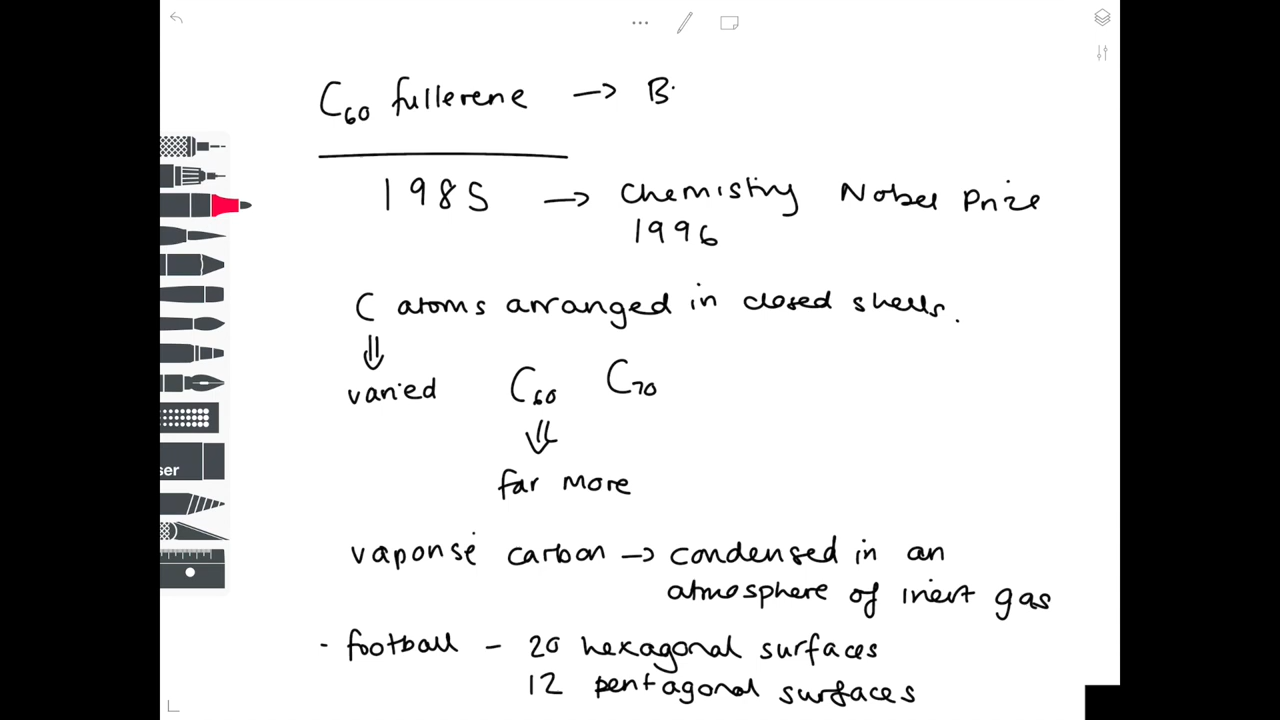 C60 fullerene → B
1985 → Chemistry Nobel Prize
1996
C atoms arranged in closed shells.
⇓
varied C60 C70
⇓
far more
vaporise carbon → condensed in an
atmosphere of inert gas
- football - 20 hexagonal surfaces
12 pentagonal surfaces
ser